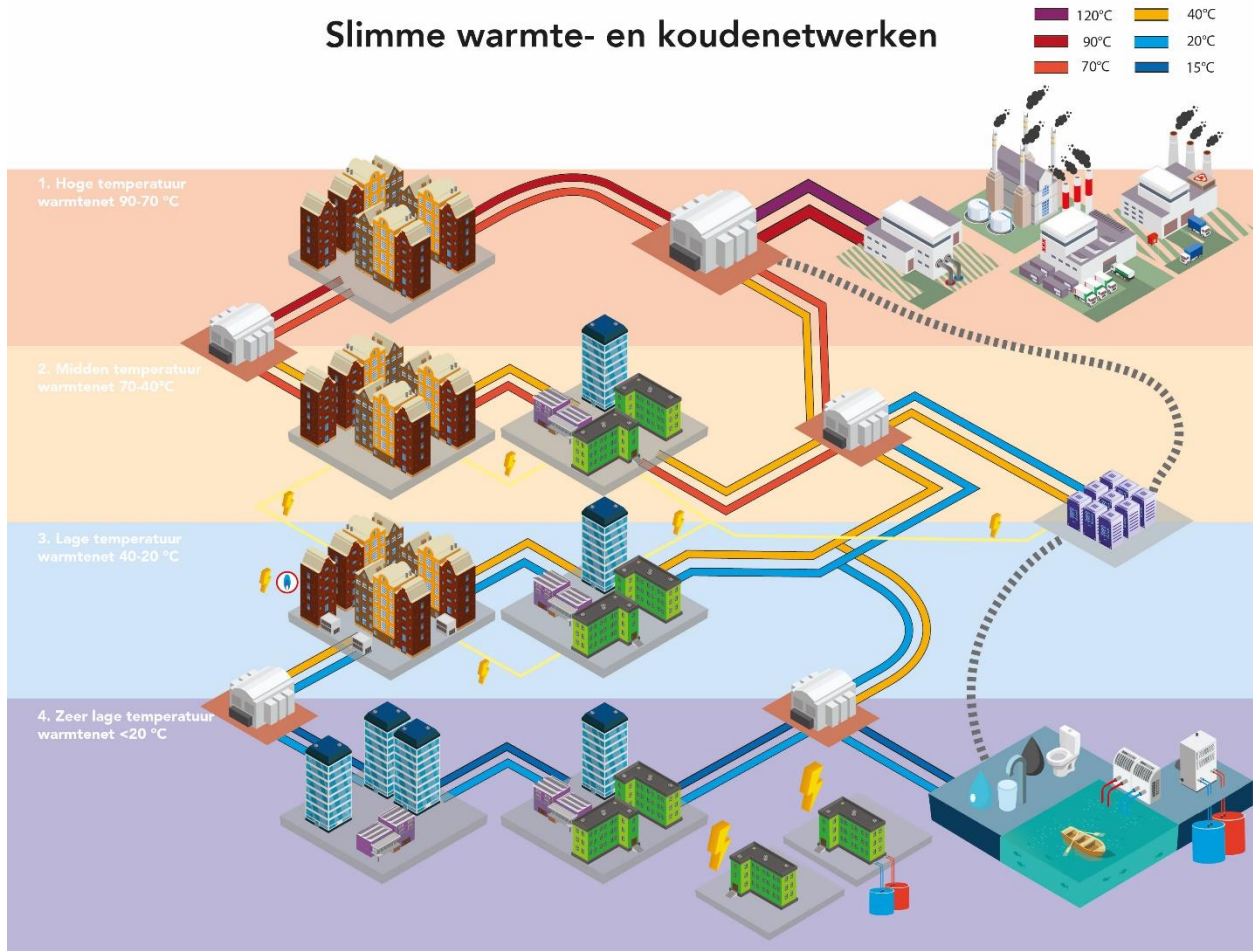 Slimme warmte- en koudenetwerken
120°C
90°C
70°C
40°C
20°C
15°C
1. Hoge temperatuur
warmtenet 90-70 °C
2. Midden temperatuur
warmtenet 70-40°C
3. Lage temperatuur
warmtenet 40-20 °C
4. Zeer lage temperatuur
warmtenet <20 °C